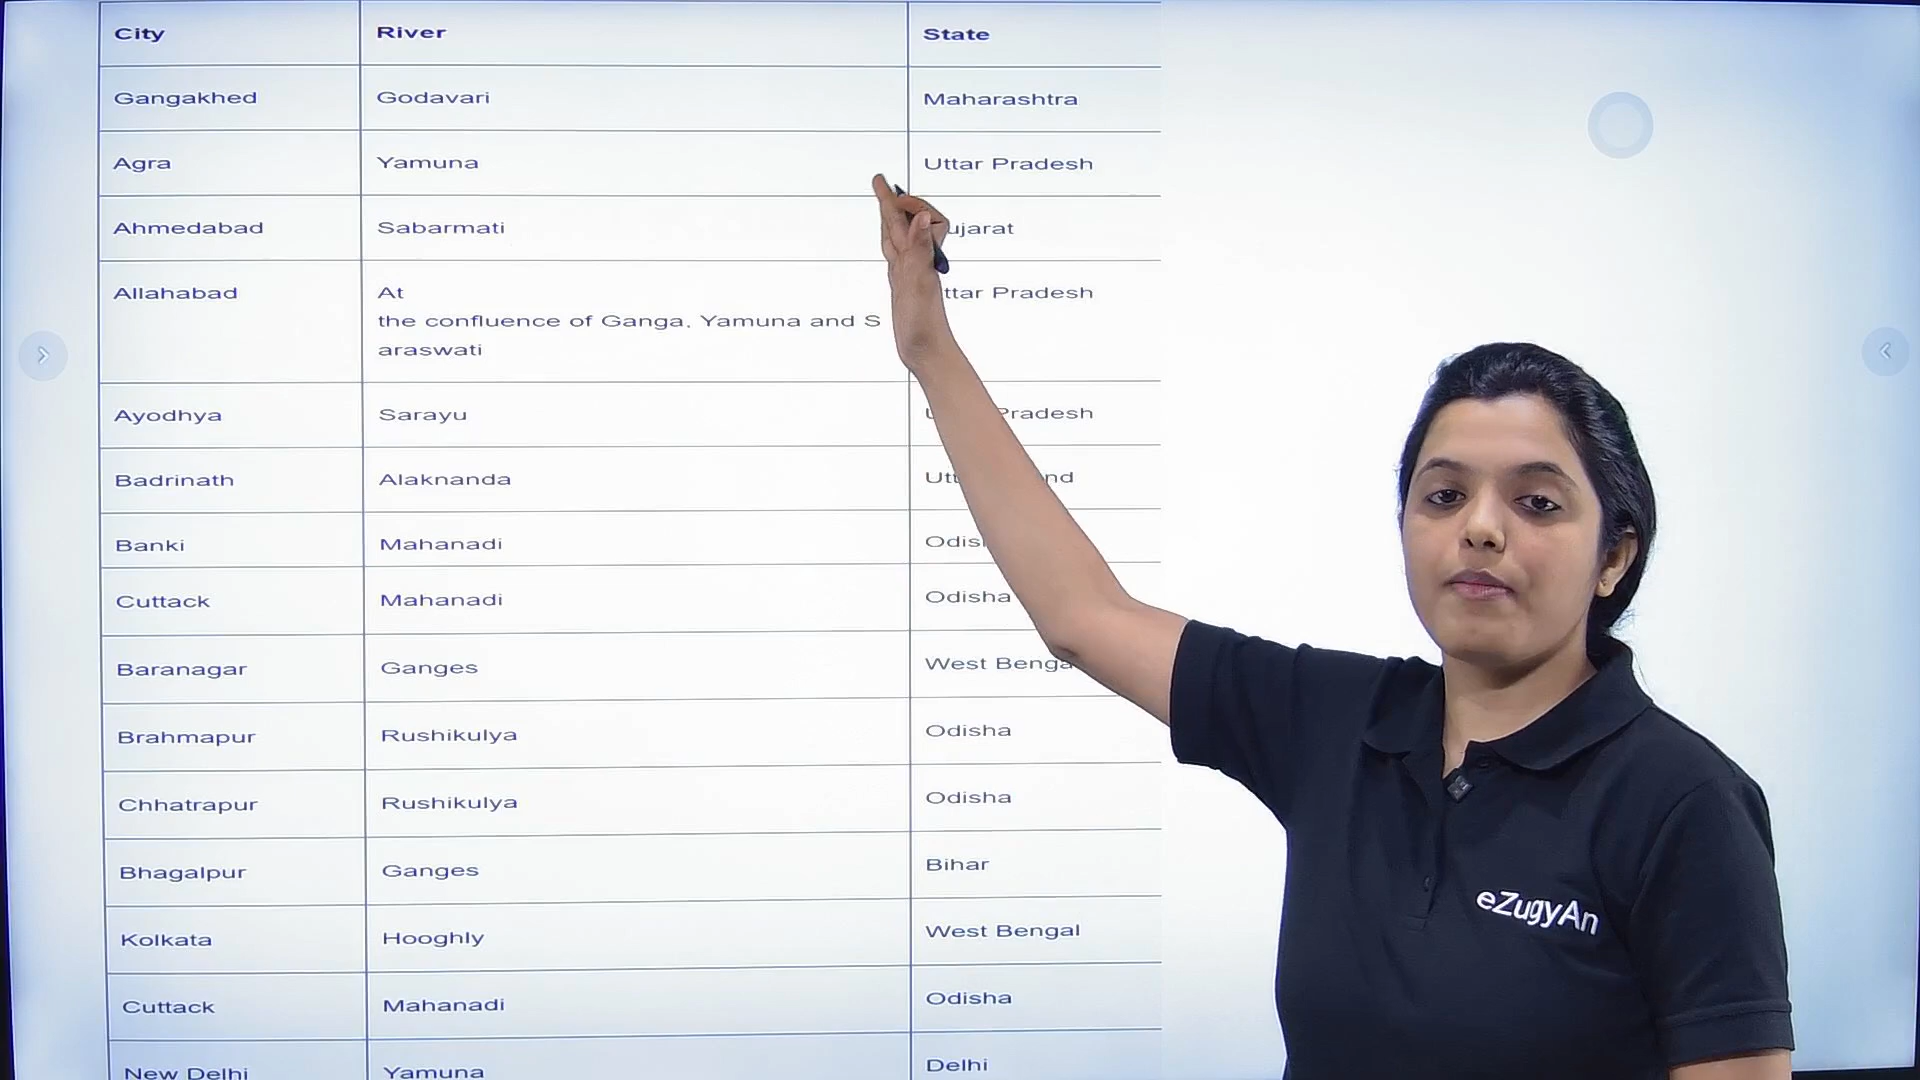 City River State
Gangakhed Godavari Maharashtra
Agra Yamuna Uttar Pradesh
Ahmedabad Sabarmati ujarat
Allahabad At ttar Pradesh
the confluence of Ganga, Yamuna and S
araswati
Ayodhya Sarayu Pradesh
Badrinath Alaknanda
Banki Mahanadi
Cuttack Mahanadi Odisha
Baranagar Ganges West Benga
Brahmapur Rushikulya Odisha
Chhatrapur Rushikulya Odisha
Bhagalpur Ganges Bihar
Kolkata Hooghly West Bengal
Cuttack Mahanadi Odisha
New Delhi Yamuna Delhi
eZugyAn